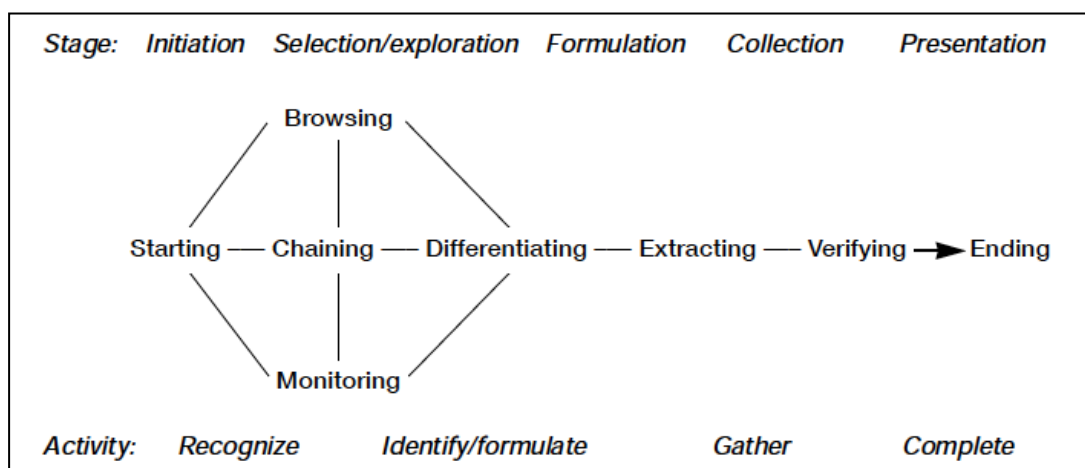 Stage: Initiation Selection/exploration Formulation Collection Presentation
Browsing
Starting Chaining Differentiating Extracting Verifying Ending
Monitoring
Activity: Recognize Identify/formulate Gather Complete